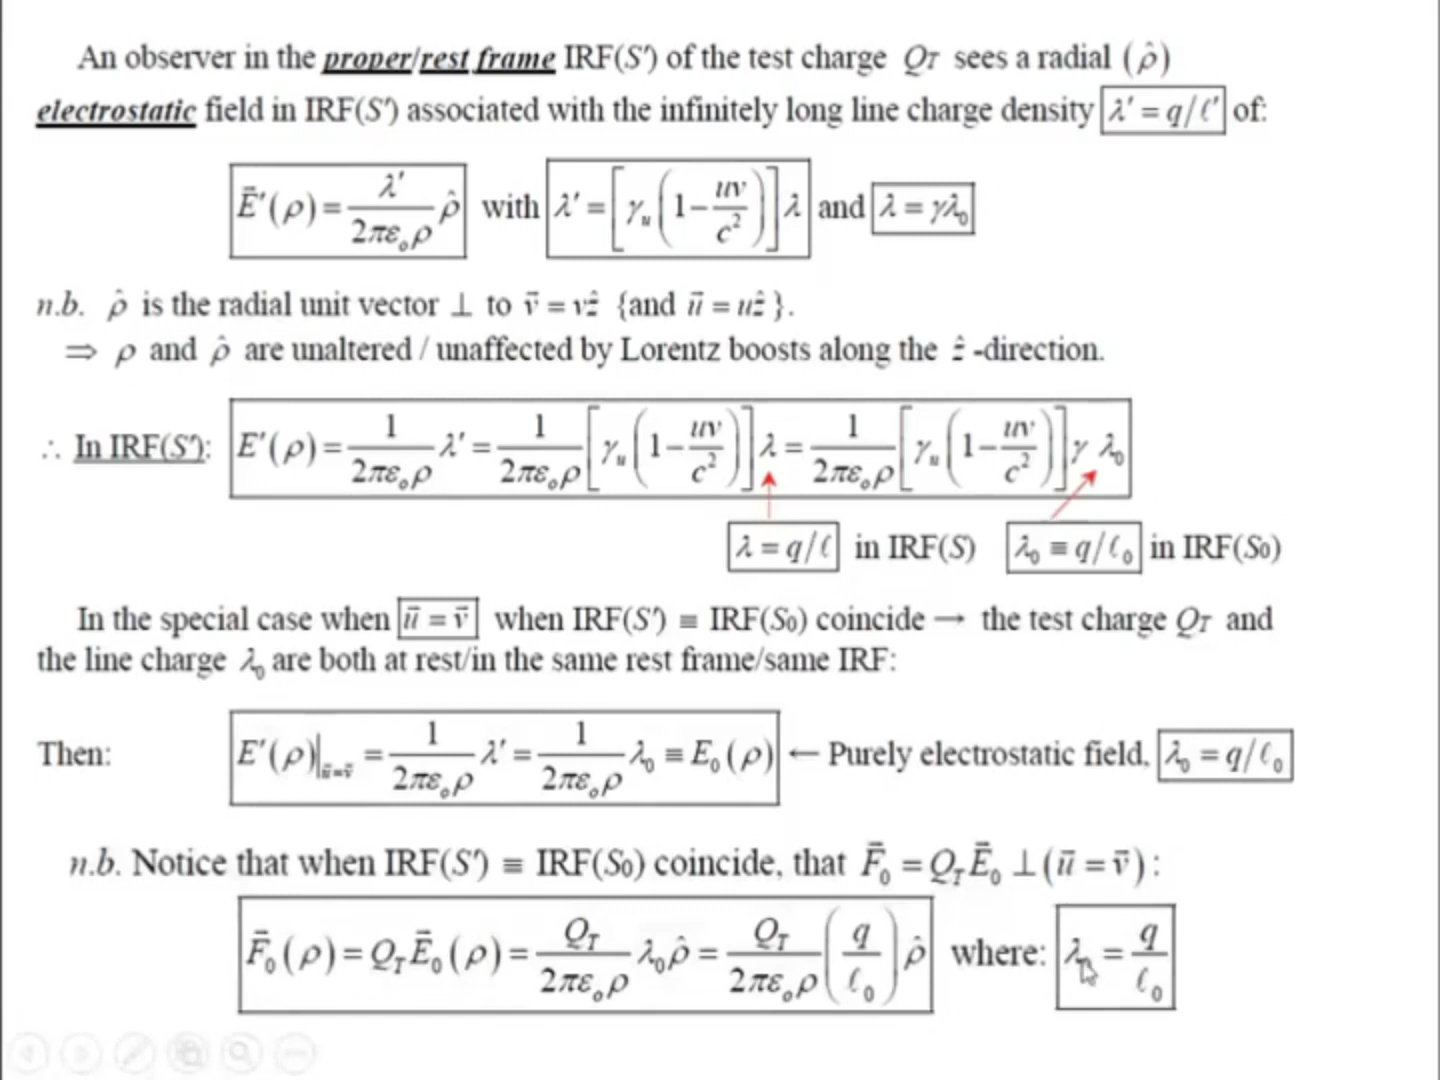 An observer in the proper/rest frame IRF(S′) of the test charge Q_T sees a radial (ρ̂)
electrostatic field in IRF(S′) associated with the infinitely long line charge density λ′ = q/ℓ′ of:
E⃗′(ρ) = λ′/(2πε₀ρ) ρ̂ with λ′ = [γ_u(1 − uv/c²)]λ and λ = γλ₀
n.b. ρ̂ is the radial unit vector ⊥ to v⃗ = vẑ {and u⃗ = uẑ}.
⇒ ρ and ρ̂ are unaltered / unaffected by Lorentz boosts along the ẑ -direction.
∴ In IRF(S′): E′(ρ) = 1/(2πε₀ρ) λ′ = 1/(2πε₀ρ) [γ_u(1 − uv/c²)] λ = 1/(2πε₀ρ) [γ_u(1 − uv/c²)] γ λ₀
λ = q/ℓ in IRF(S) λ₀ ≡ q/ℓ₀ in IRF(S₀)
In the special case when u⃗ = v⃗ when IRF(S′) ≡ IRF(S₀) coincide → the test charge Q_T and
the line charge λ₀ are both at rest/in the same rest frame/same IRF:
Then: E′(ρ)|_u⃗=v⃗ = 1/(2πε₀ρ) λ′ = 1/(2πε₀ρ) λ₀ ≡ E₀(ρ) ← Purely electrostatic field, λ₀ = q/ℓ₀
n.b. Notice that when IRF(S′) ≡ IRF(S₀) coincide, that F⃗₀ = Q_T E⃗₀ ⊥ (u⃗ = v⃗) :
F⃗₀(ρ) = Q_T E⃗₀(ρ) = Q_T/(2πε₀ρ) λ₀ρ̂ = Q_T/(2πε₀ρ) (q/ℓ₀) ρ̂ where: λ₀ = q/ℓ₀